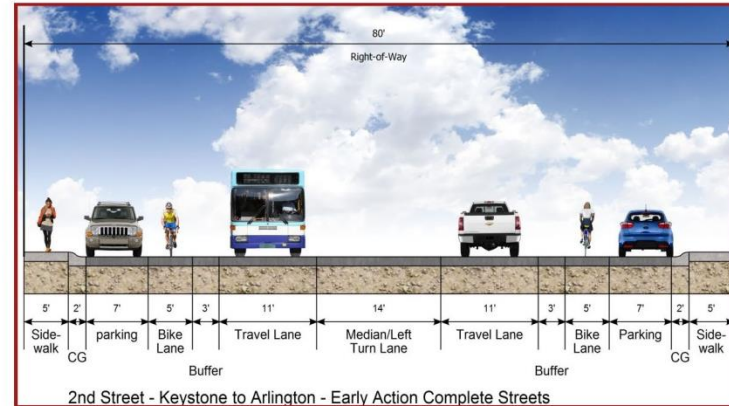 80'
Right-of-Way
5' 2' 7' 5' 3' 11' 14' 11' 3' 5' 7' 2' 5'
Side- parking Bike Travel Lane Median/Left Travel Lane Bike Parking Side-
walk Lane Turn Lane Lane walk
CG CG
Buffer Buffer
2nd Street - Keystone to Arlington - Early Action Complete Streets